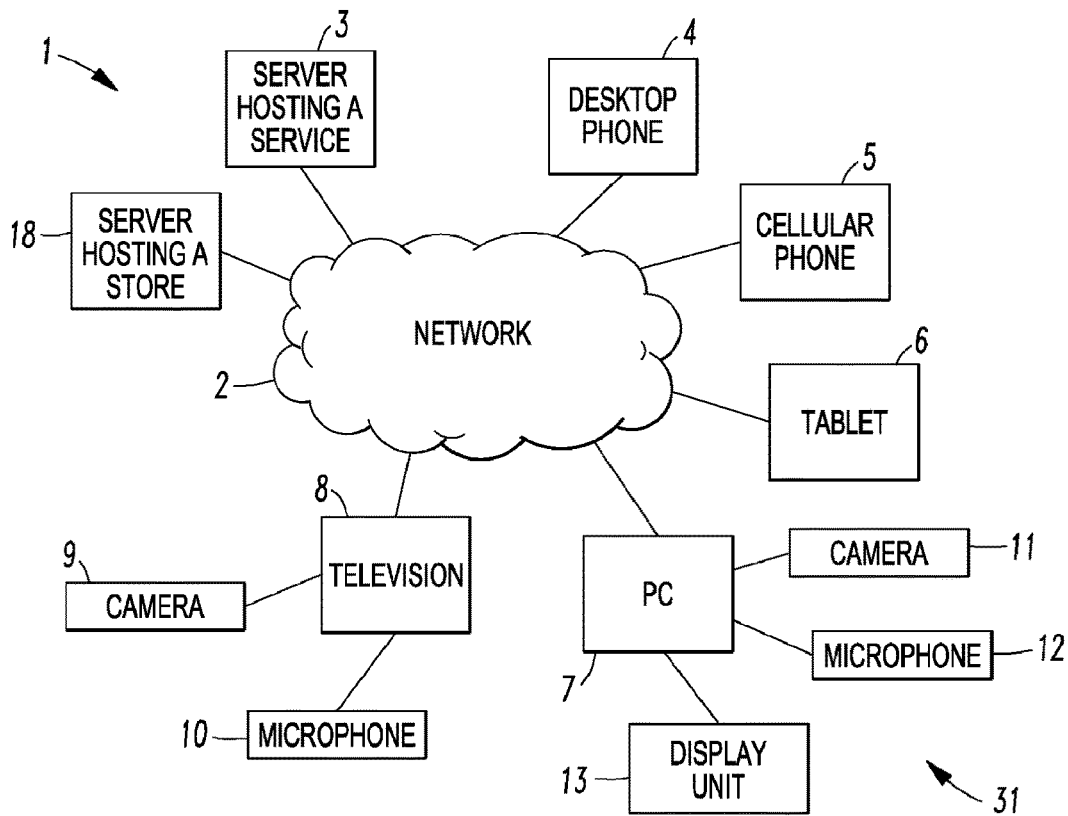 1
3
SERVER
HOSTING A
SERVICE
4
DESKTOP
PHONE
5
CELLULAR
PHONE
18
SERVER
HOSTING A
STORE
NETWORK
2
6
TABLET
8
TELEVISION
9
CAMERA
10
MICROPHONE
PC
7
CAMERA
11
MICROPHONE
12
DISPLAY
UNIT
13
31